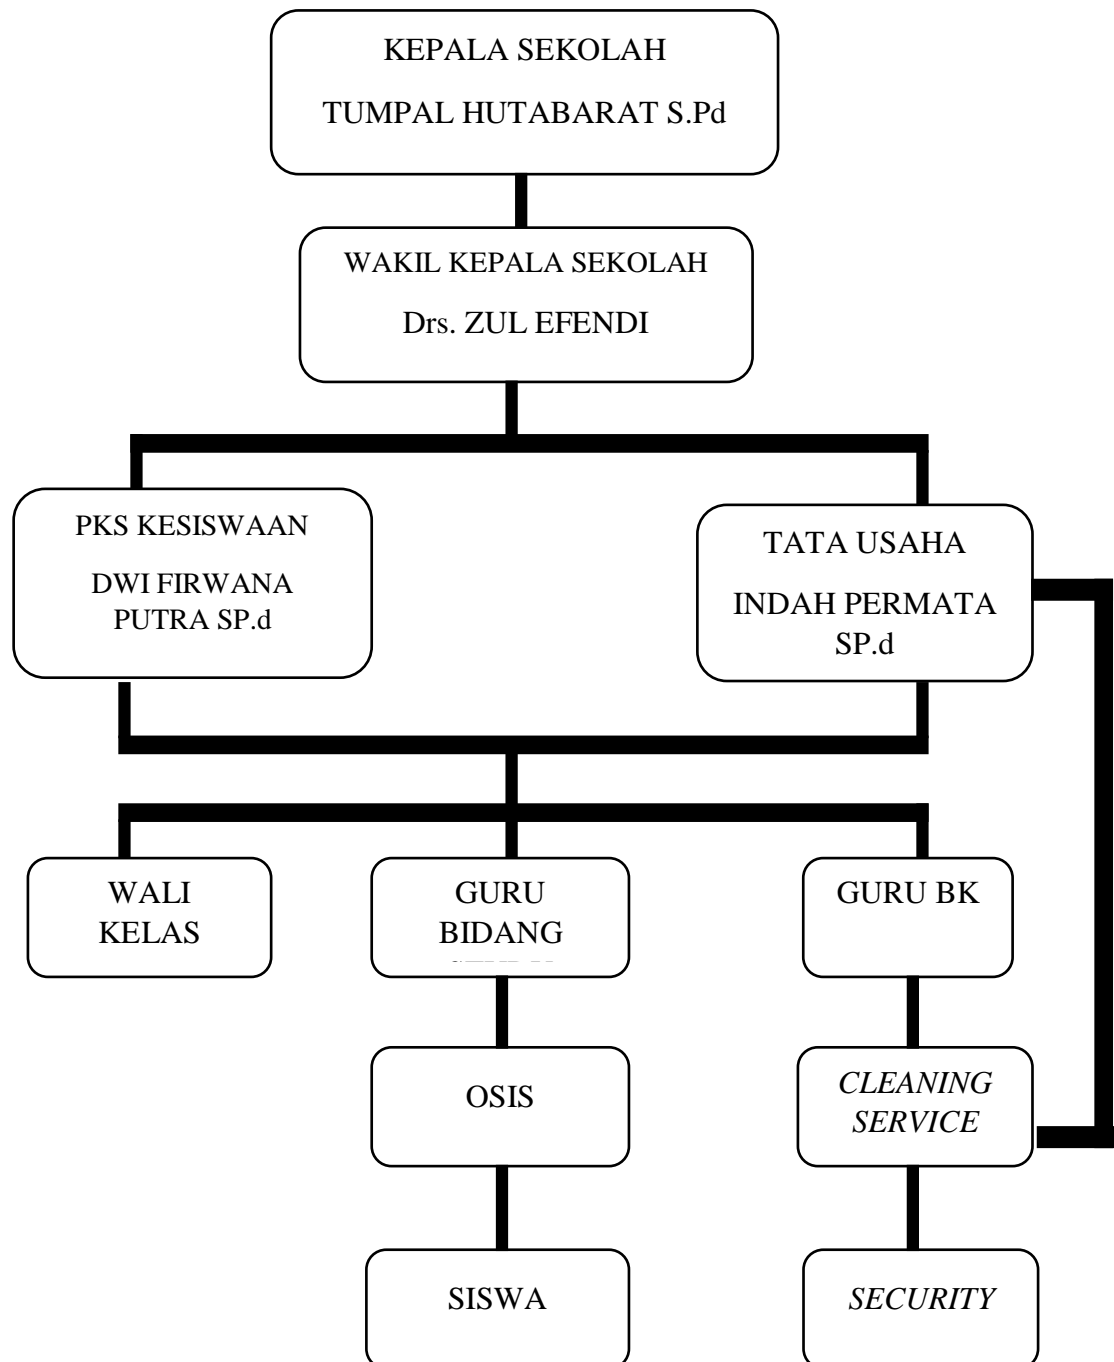 KEPALA SEKOLAH
TUMPAL HUTABARAT S.Pd
WAKIL KEPALA SEKOLAH
Drs. ZUL EFENDI
PKS KESISWAAN
DWI FIRWANA
PUTRA SP.d
TATA USAHA
INDAH PERMATA
SP.d
WALI
KELAS
GURU
BIDANG
GURU BK
OSIS
CLEANING
SERVICE
SISWA
SECURITY